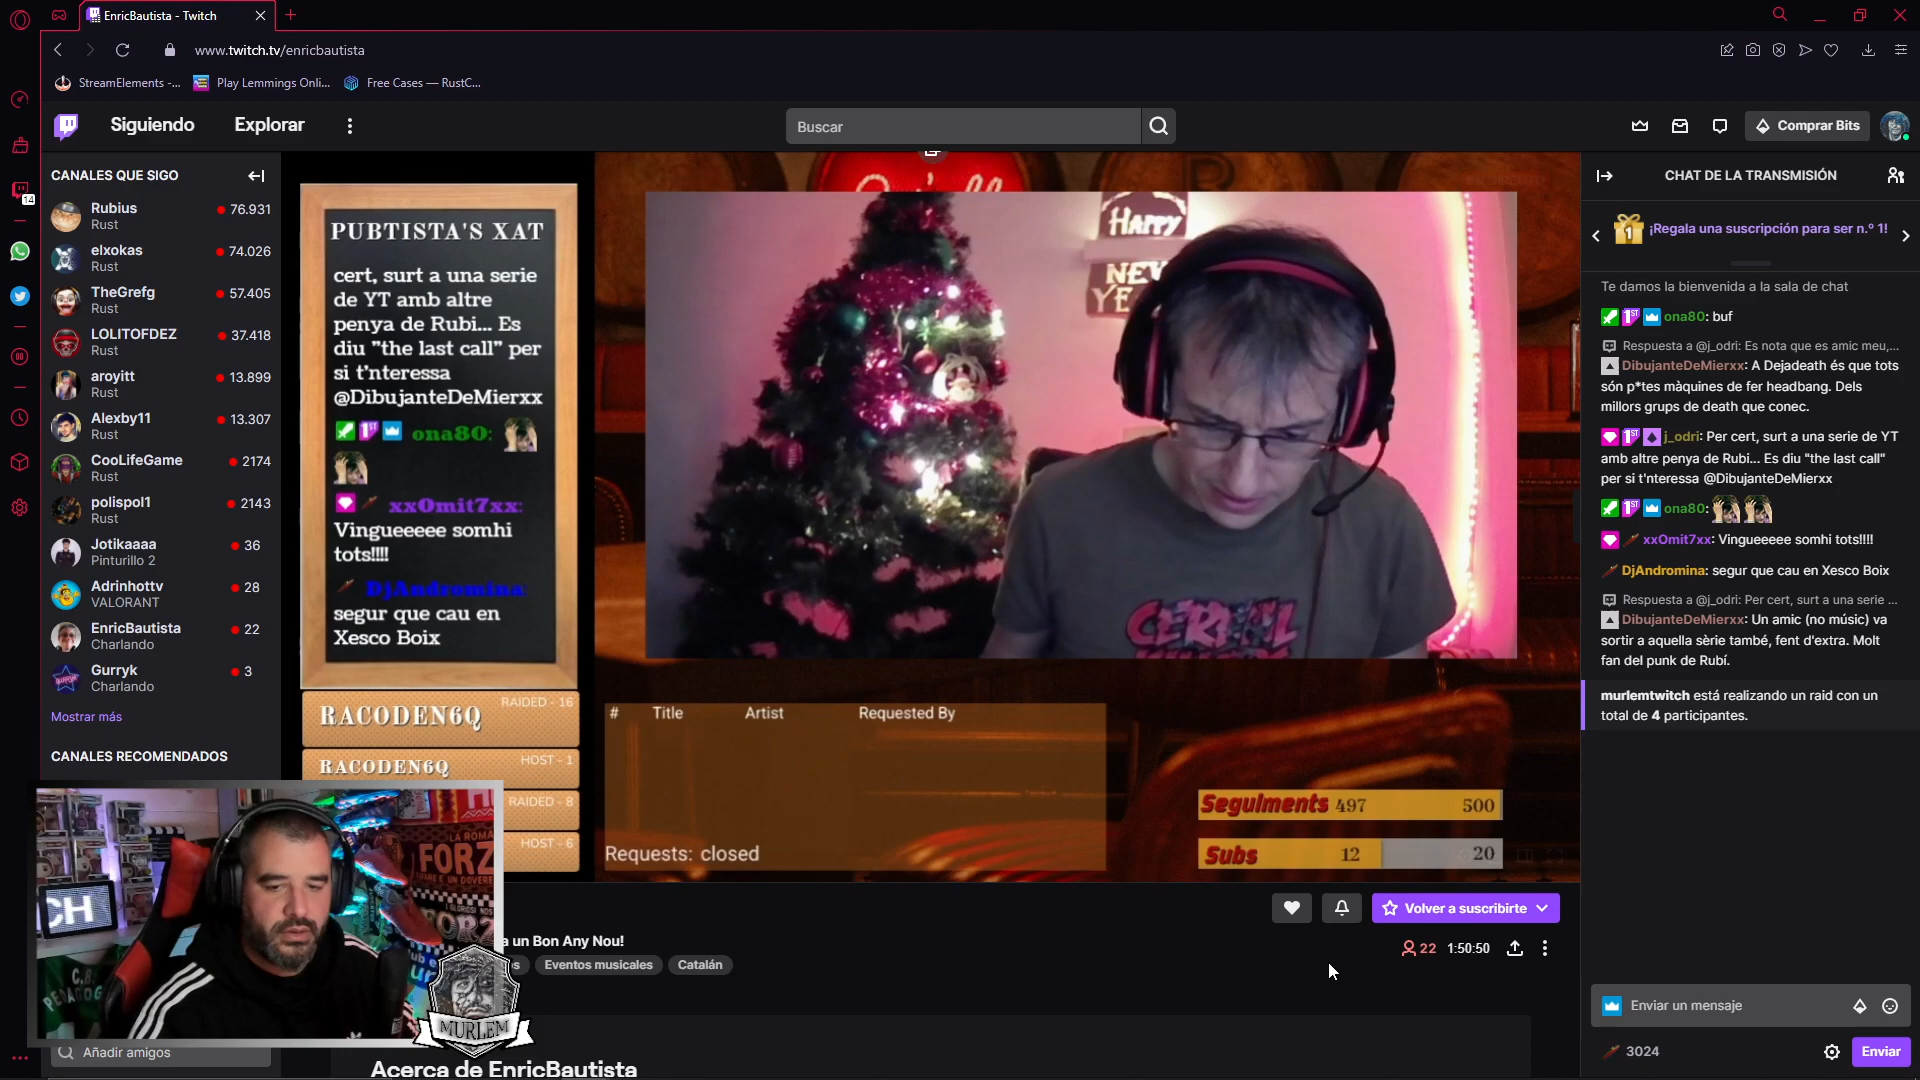 EnricBautista - Twitch
www.twitch.tv/enricbautista
StreamElements -...
Play Lemmings Onli...
Free Cases — RustC...
Siguiendo
Explorar
Buscar
Comprar Bits
14
CANALES QUE SIGO
Rubius
76.931
Rust
elxokas
74.026
Rust
TheGrefg
57.405
Rust
LOLITOFDEZ
37.418
Rust
aroyitt
13.899
Rust
Alexby11
13.307
Rust
CooLifeGame
2174
Rust
polispol1
2143
Rust
Jotikaaaa
36
Pinturillo 2
Adrinhottv
28
VALORANT
EnricBautista
22
Charlando
Gurryk
3
Charlando
Mostrar más
CANALES RECOMENDADOS
Añadir amigos
PUBTISTA'S XAT
cert, surt a una serie
de YT amb altre
penya de Rubi... Es
diu "the last call" per
si t'nteressa
@DibujanteDeMierxx
ona80:
xxOmit7xx:
Vingueeeee somhi
tots!!!!
DjAndromina:
segur que cau en
Xesco Boix
RAIDED - 16
RACODEN6Q
HOST - 1
RACODEN6Q
RAIDED - 8
HOST - 6
HAPPY
NEW
# Title Artist Requested By
Requests: closed
Seguiments 497 500
Subs 12 20
FORZ
CH
MURLEM
a un Bon Any Nou!
Eventos musicales
Catalán
Volver a suscribirte
22
1:50:50
Acerca de EnricBautista
CHAT DE LA TRANSMISIÓN
1
¡Regala una suscripción para ser n.º 1!
Te damos la bienvenida a la sala de chat
ona80: buf
Respuesta a @j_odri: Es nota que es amic meu,...
DibujanteDeMierxx: A Dejadeath és que tots
són p*tes màquines de fer headbang. Dels
millors grups de death que conec.
j_odri: Per cert, surt a una serie de YT
amb altre penya de Rubi... Es diu "the last call"
per si t'nteressa @DibujanteDeMierxx
ona80:
xxOmit7xx: Vingueeeee somhi tots!!!!
DjAndromina: segur que cau en Xesco Boix
Respuesta a @j_odri: Per cert, surt a una serie ...
DibujanteDeMierxx: Un amic (no músic) va
sortir a aquella sèrie també, fent d'extra. Molt
fan del punk de Rubí.
murlemtwitch está realizando un raid con un
total de 4 participantes.
Enviar un mensaje
3024
Enviar